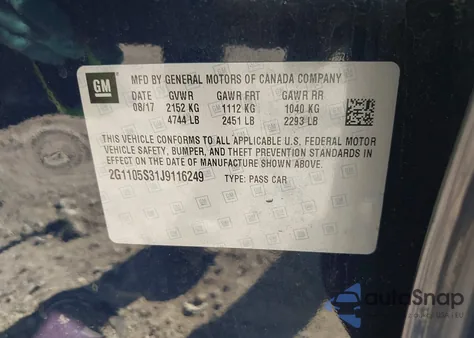 GM
MFD BY GENERAL MOTORS OF CANADA COMPANY
DATE GVWR GAWR FRT GAWR RR
08/17 2152 KG 1112 KG 1040 KG
4744 LB 2451 LB 2293 LB
THIS VEHICLE CONFORMS TO ALL APPLICABLE U.S. FEDERAL MOTOR
VEHICLE SAFETY, BUMPER, AND THEFT PREVENTION STANDARDS
IN EFFECT ON THE DATE OF MANUFACTURE SHOWN ABOVE.
2G1105S31J9116249 TYPE: PASS CAR
autoSnap